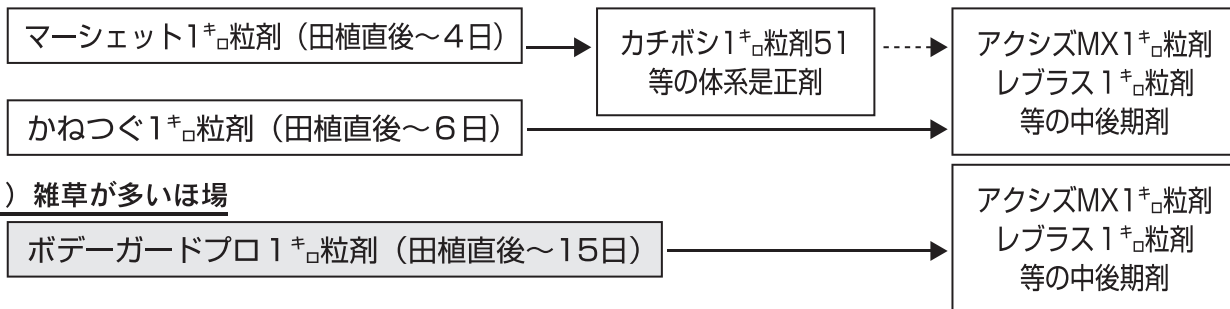 マーシェット1㌔粒剤（田植直後～4日）
カチボシ1㌔粒剤51
等の体系是正剤
アクシズMX1㌔粒剤
レブラス1㌔粒剤
等の中後期剤
かねつぐ1㌔粒剤（田植直後～6日）
）雑草が多いほ場
ボデーガードプロ1㌔粒剤（田植直後～15日）
アクシズMX1㌔粒剤
レブラス1㌔粒剤
等の中後期剤